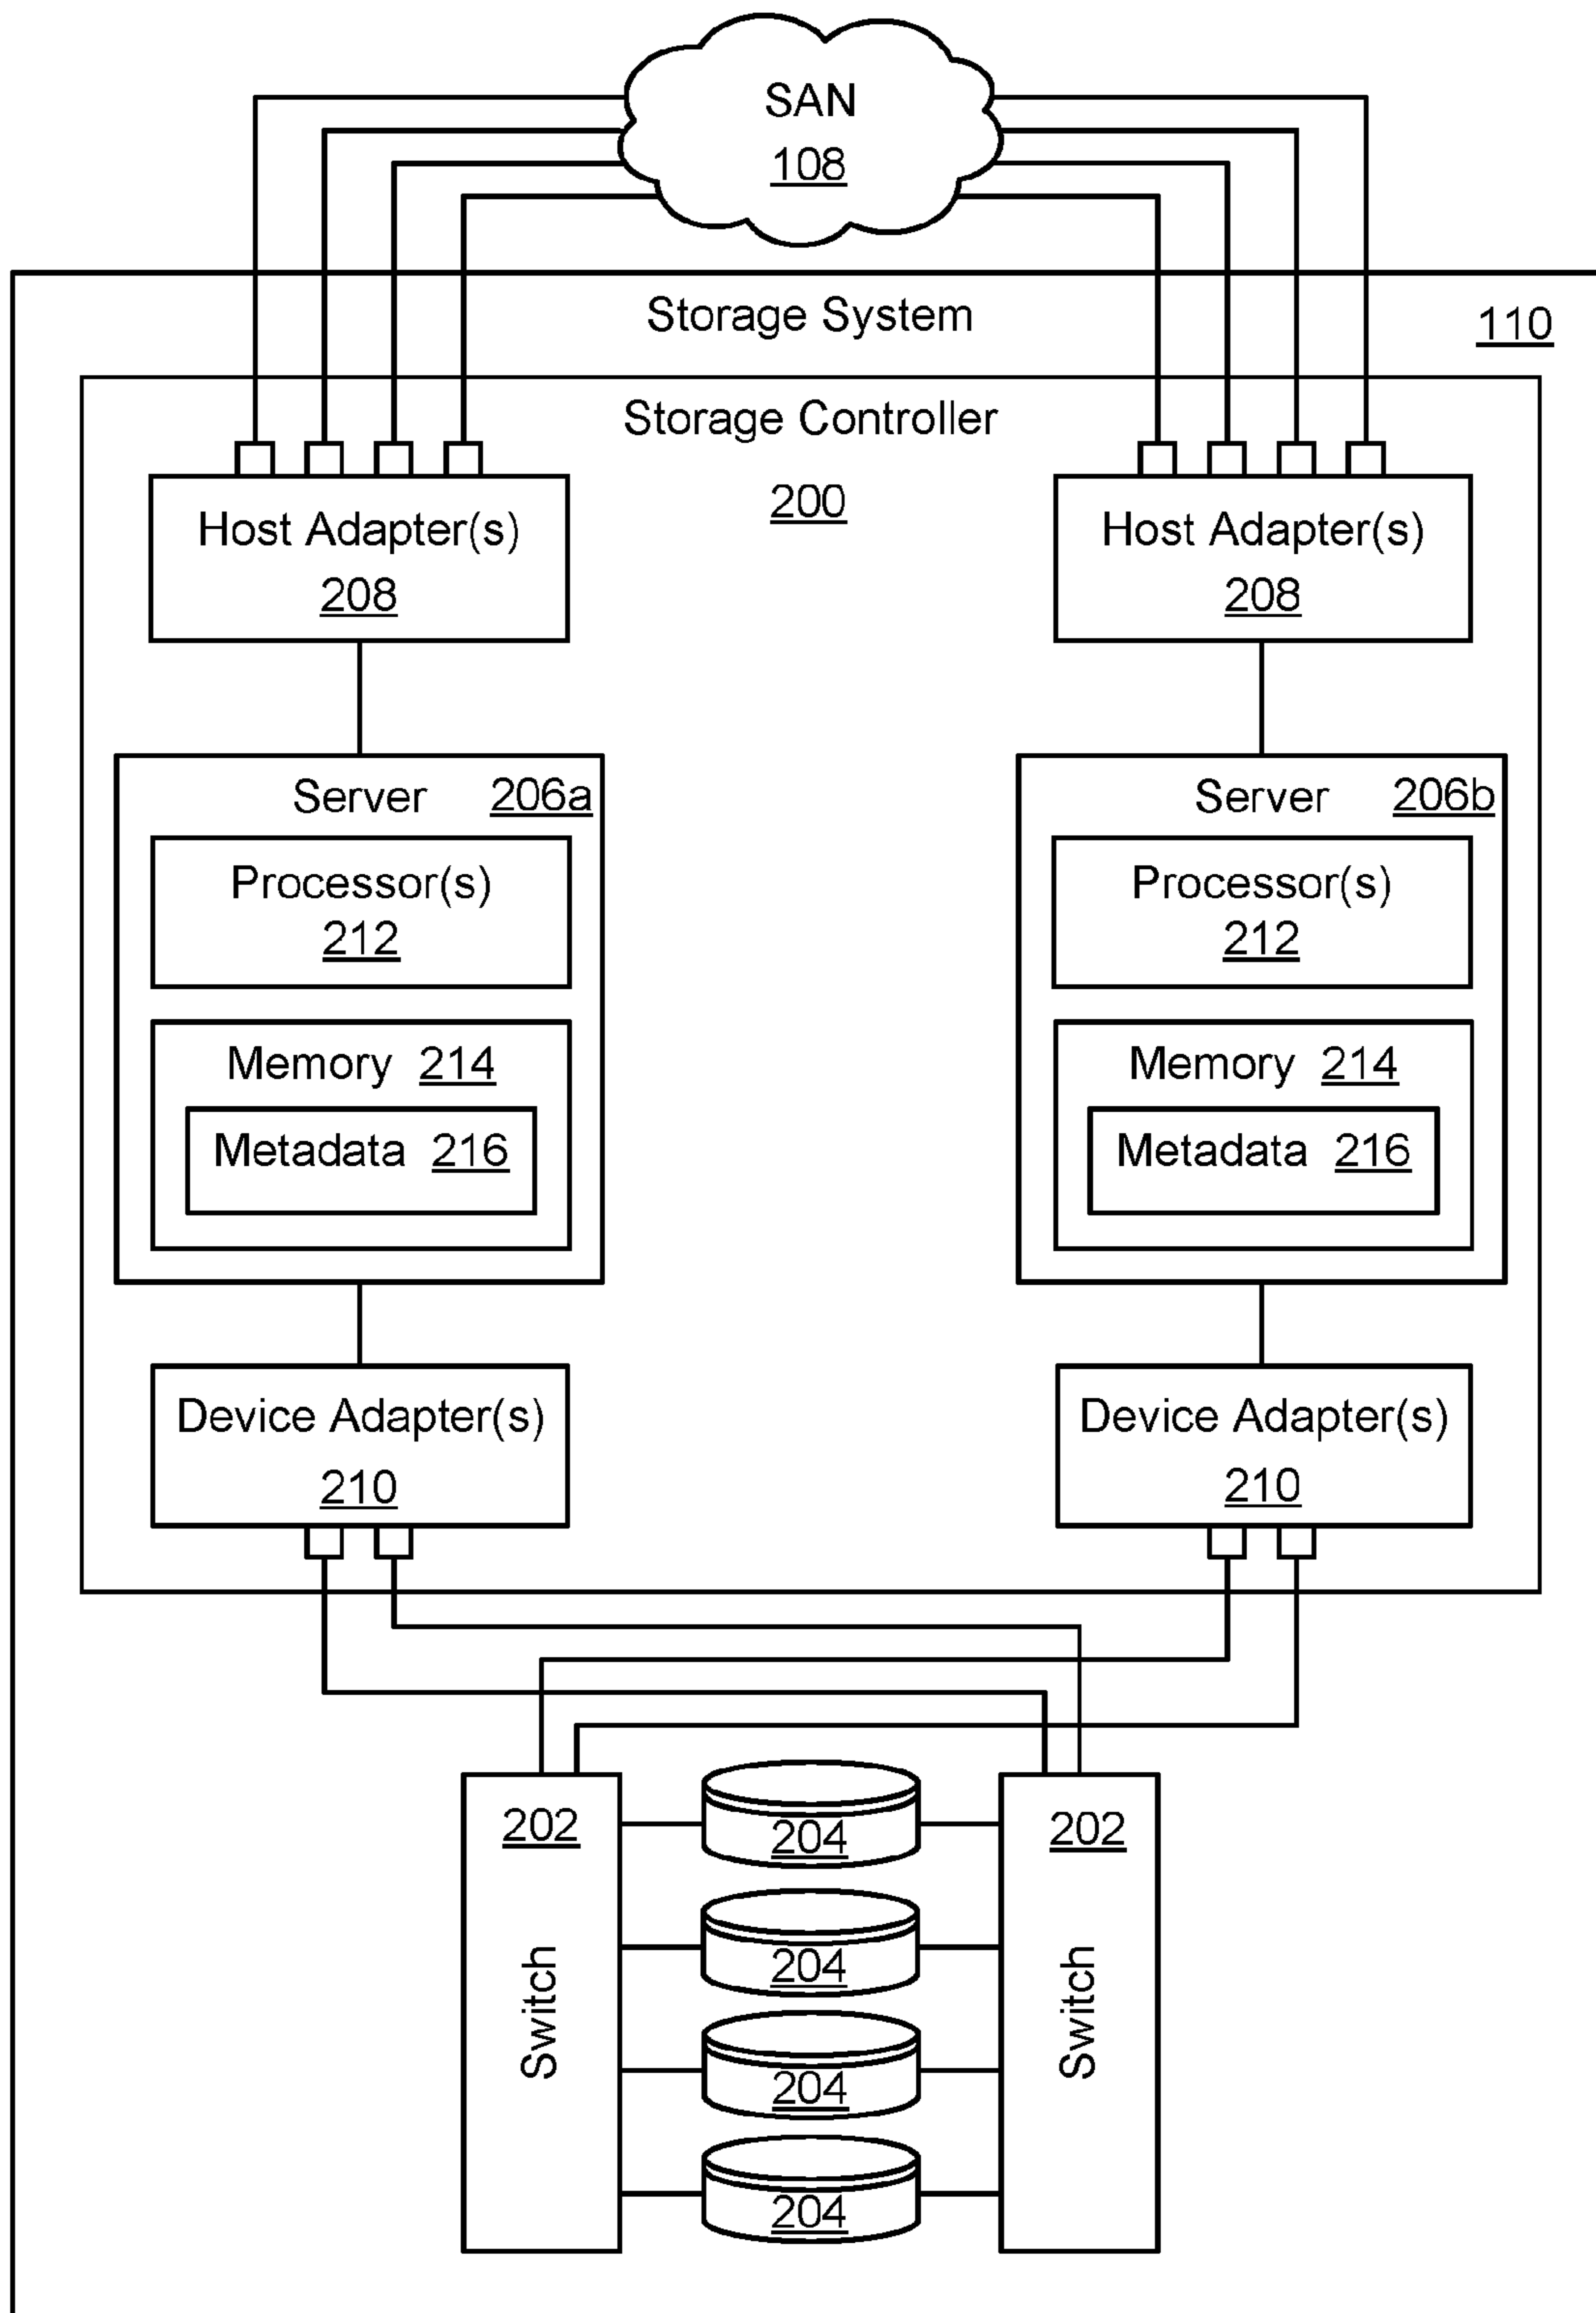 SAN
108
Storage System
110
Storage Controller
200
Host Adapter(s)
208
Host Adapter(s)
208
Server 206a
Processor(s)
212
Memory 214
Metadata 216
Server 206b
Processor(s)
212
Memory 214
Metadata 216
Device Adapter(s)
210
Device Adapter(s)
210
202
Switch
204
204
204
204
202
Switch